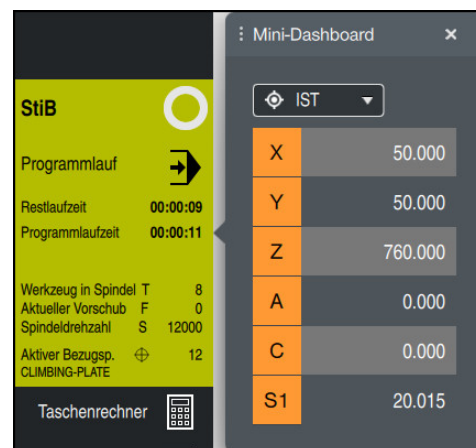 StiB
Programmlauf
Restlaufzeit 00:00:09
Programmlaufzeit 00:00:11
Werkzeug in Spindel T 8
Aktueller Vorschub F 0
Spindeldrehzahl S 12000
Aktiver Bezugsp. 12
CLIMBING-PLATE
Taschenrechner
Mini-Dashboard ×
IST
X 50.000
Y 50.000
Z 760.000
A 0.000
C 0.000
S1 20.015